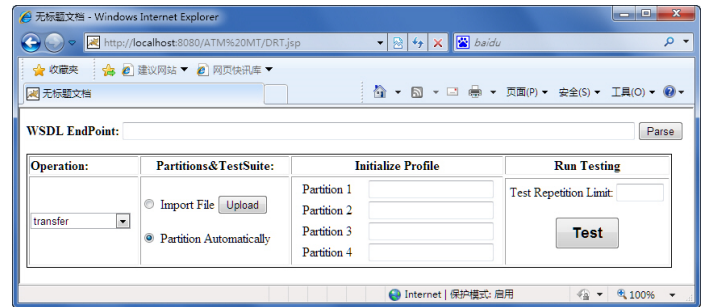 无标题文档 - Windows Internet Explorer
http://localhost:8080/ATM%20MT/DRT.jsp
baidu
收藏夹 建议网站 网页快讯库
无标题文档 页面(P) 安全(S) 工具(O)
WSDL EndPoint: Parse
Operation: Partitions&TestSuite: Initialize Profile Run Testing
transfer
Import File Upload
Partition Automatically
Partition 1
Partition 2
Partition 3
Partition 4
Test Repetition Limit:
Test
Internet | 保护模式: 启用 100%